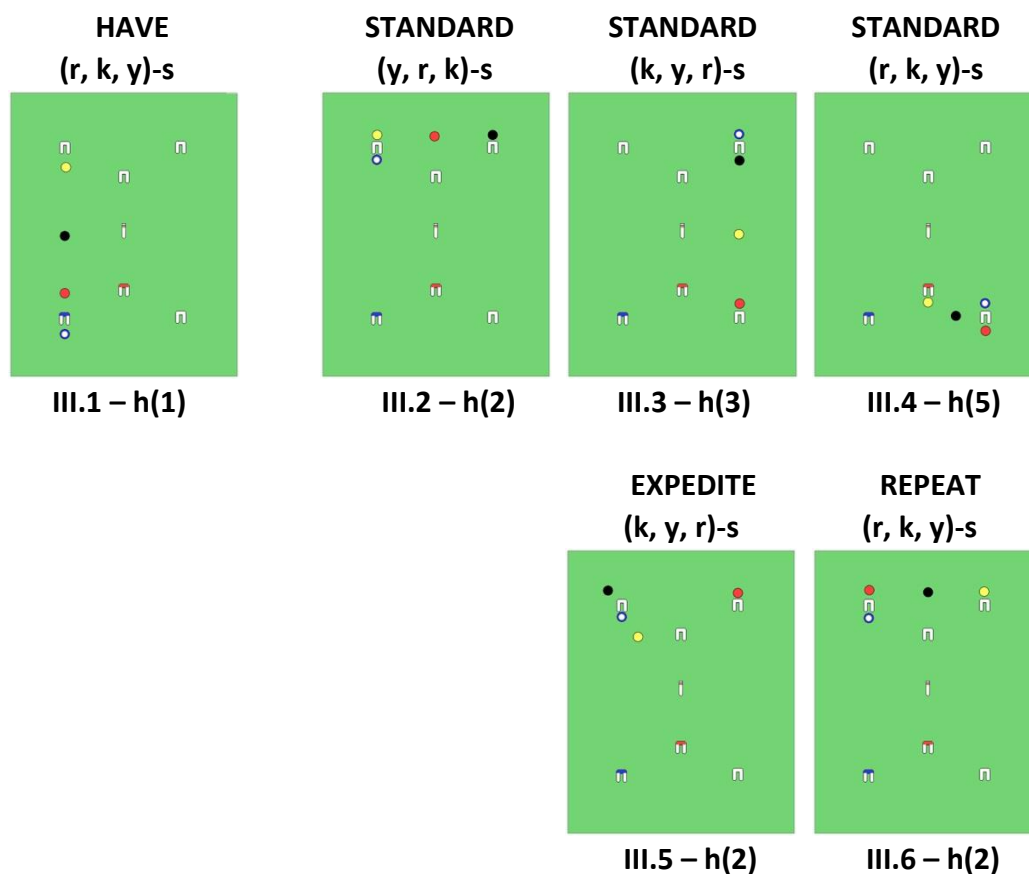 HAVE STANDARD STANDARD STANDARD
(r, k, y)-s (y, r, k)-s (k, y, r)-s (r, k, y)-s
III.1 – h(1) III.2 – h(2) III.3 – h(3) III.4 – h(5)
EXPEDITE REPEAT
(k, y, r)-s (r, k, y)-s
III.5 – h(2) III.6 – h(2)